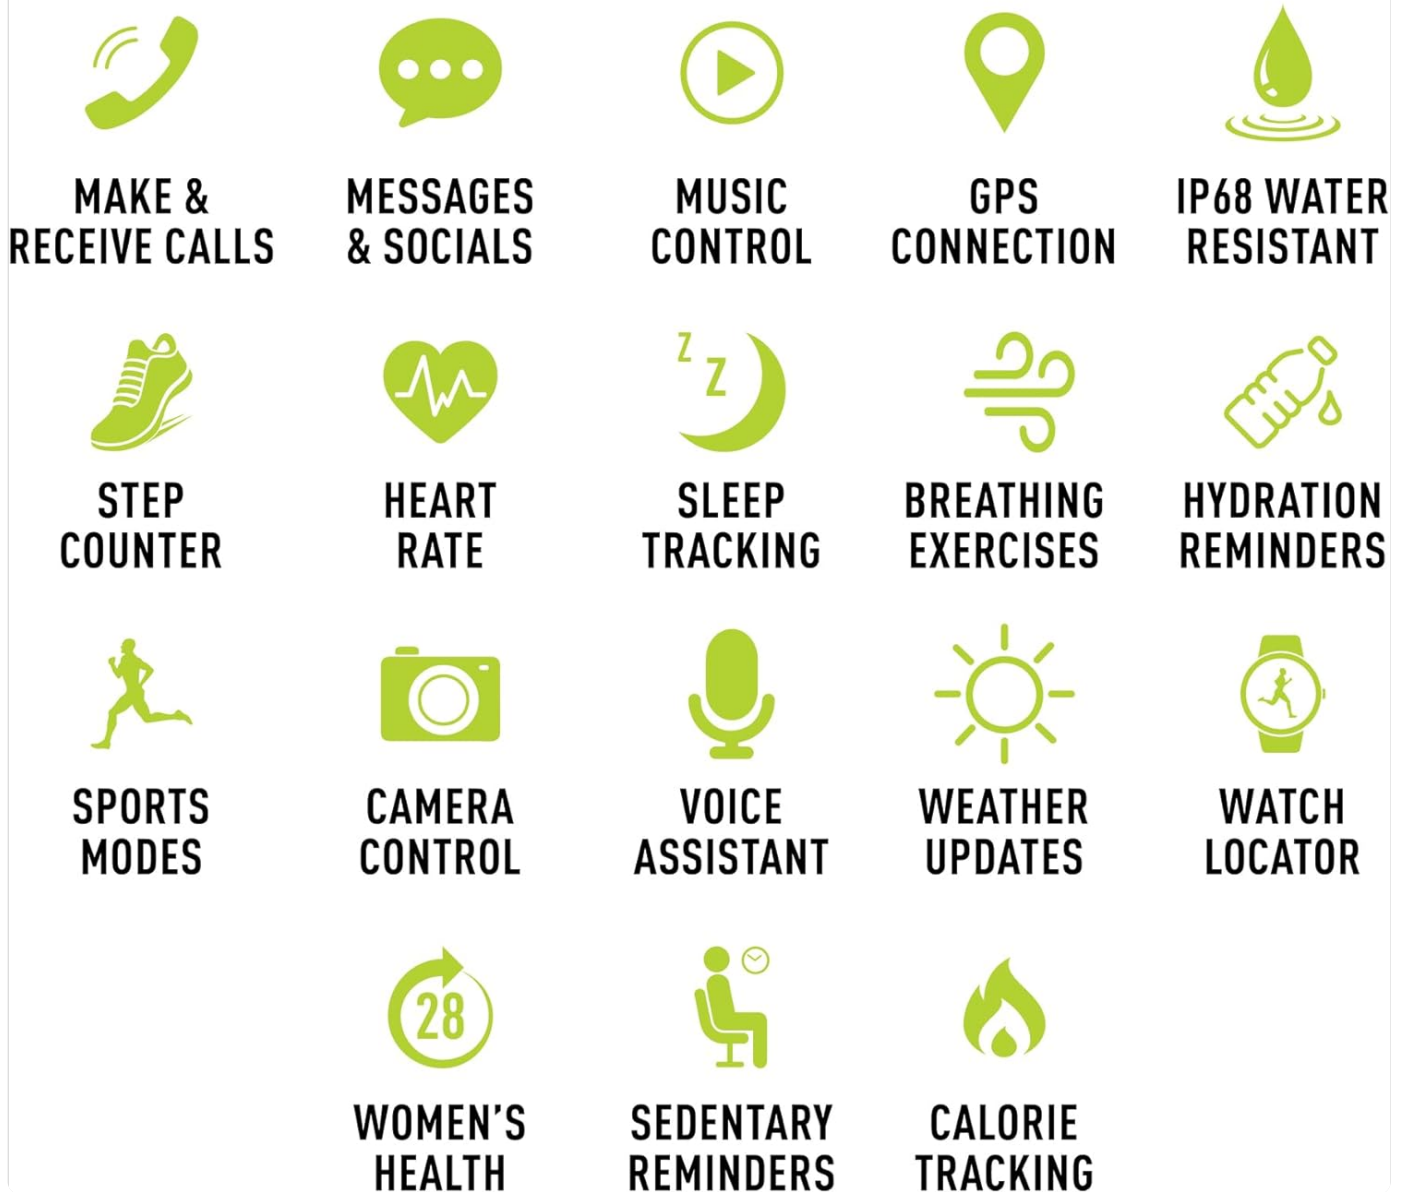 MAKE &
RECEIVE CALLS
MESSAGES
& SOCIALS
MUSIC
CONTROL
GPS
CONNECTION
IP68 WATER
RESISTANT
Z
Z
STEP
COUNTER
HEART
RATE
SLEEP
TRACKING
BREATHING
EXERCISES
HYDRATION
REMINDERS
SPORTS
MODES
CAMERA
CONTROL
VOICE
ASSISTANT
WEATHER
UPDATES
WATCH
LOCATOR
28
WOMEN'S
HEALTH
SEDENTARY
REMINDERS
CALORIE
TRACKING